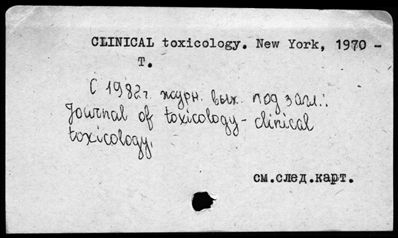 CLINICAL toxicology. New York, 1970 -
T.
С 1982г. журн. вых. под загл.:
Journal of toxicology - clinical
toxicology.
см.след.карт.